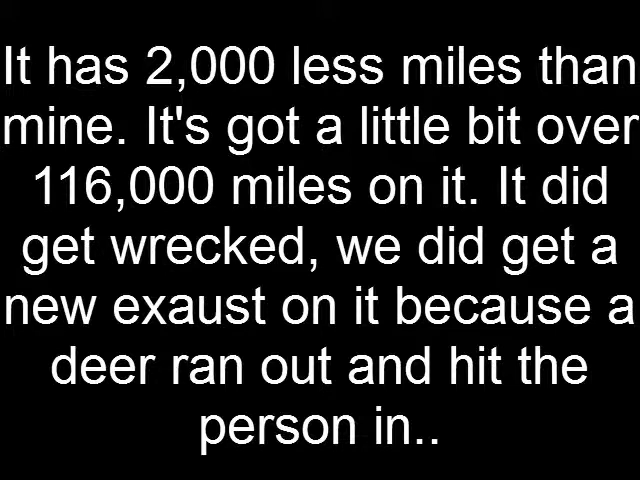 It has 2,000 less miles than
mine. It's got a little bit over
116,000 miles on it. It did
get wrecked, we did get a
new exaust on it because a
deer ran out and hit the
person in..